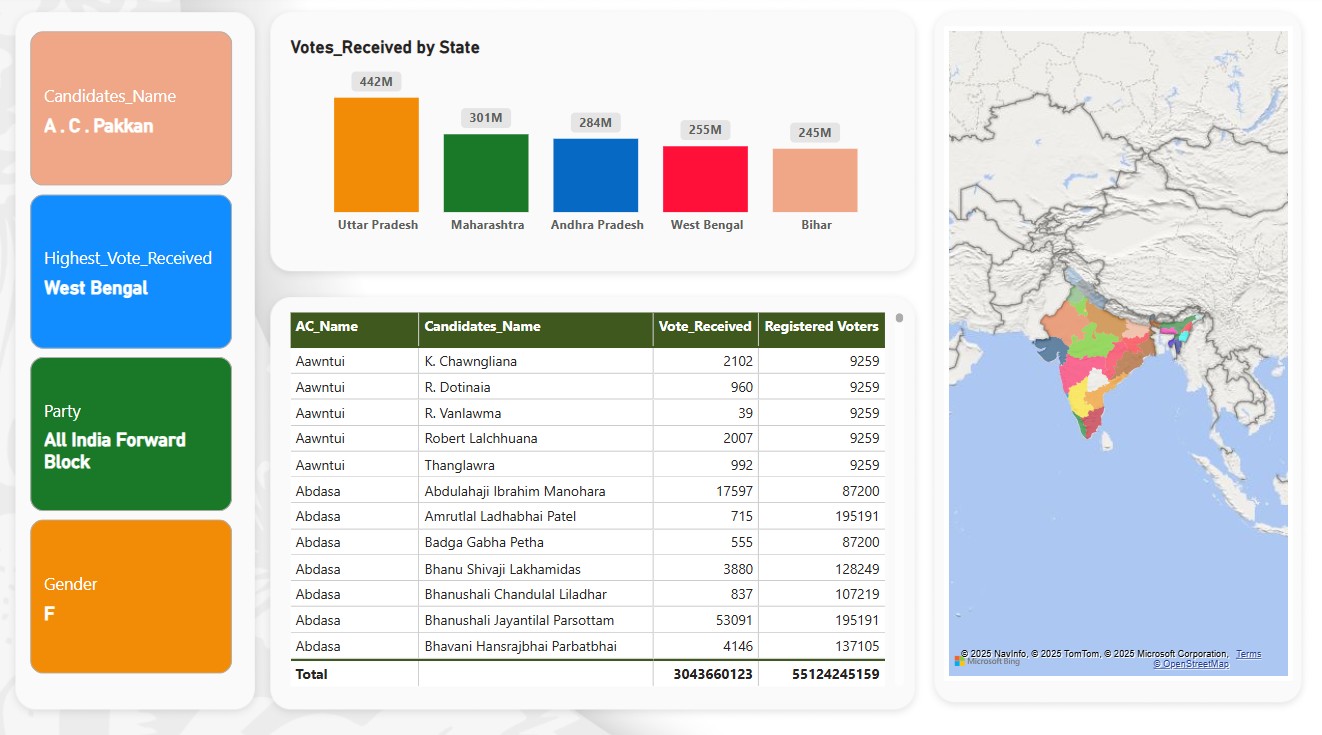 Candidates_Name
A . C . Pakkan
Highest_Vote_Received
West Bengal
Party
All India Forward
Block
Gender
F
Votes_Received by State
442M
301M
284M
255M
245M
Uttar Pradesh Maharashtra Andhra Pradesh West Bengal Bihar
AC_Name Candidates_Name Vote_Received Registered Voters
Aawntui K. Chawngliana 2102 9259
Aawntui R. Dotinaia 960 9259
Aawntui R. Vanlawma 39 9259
Aawntui Robert Lalchhuana 2007 9259
Aawntui Thanglawra 992 9259
Abdasa Abdulahaji Ibrahim Manohara 17597 87200
Abdasa Amrutlal Ladhabhai Patel 715 195191
Abdasa Badga Gabha Petha 555 87200
Abdasa Bhanu Shivaji Lakhamidas 3880 128249
Abdasa Bhanushali Chandulal Liladhar 837 107219
Abdasa Bhanushali Jayantilal Parsottam 53091 195191
Abdasa Bhavani Hansrajbhai Parbatbhai 4146 137105
Total 3043660123 55124245159
© 2025 NavInfo, © 2025 TomTom, © 2025 Microsoft Corporation, Terms
Microsoft Bing © OpenStreetMap